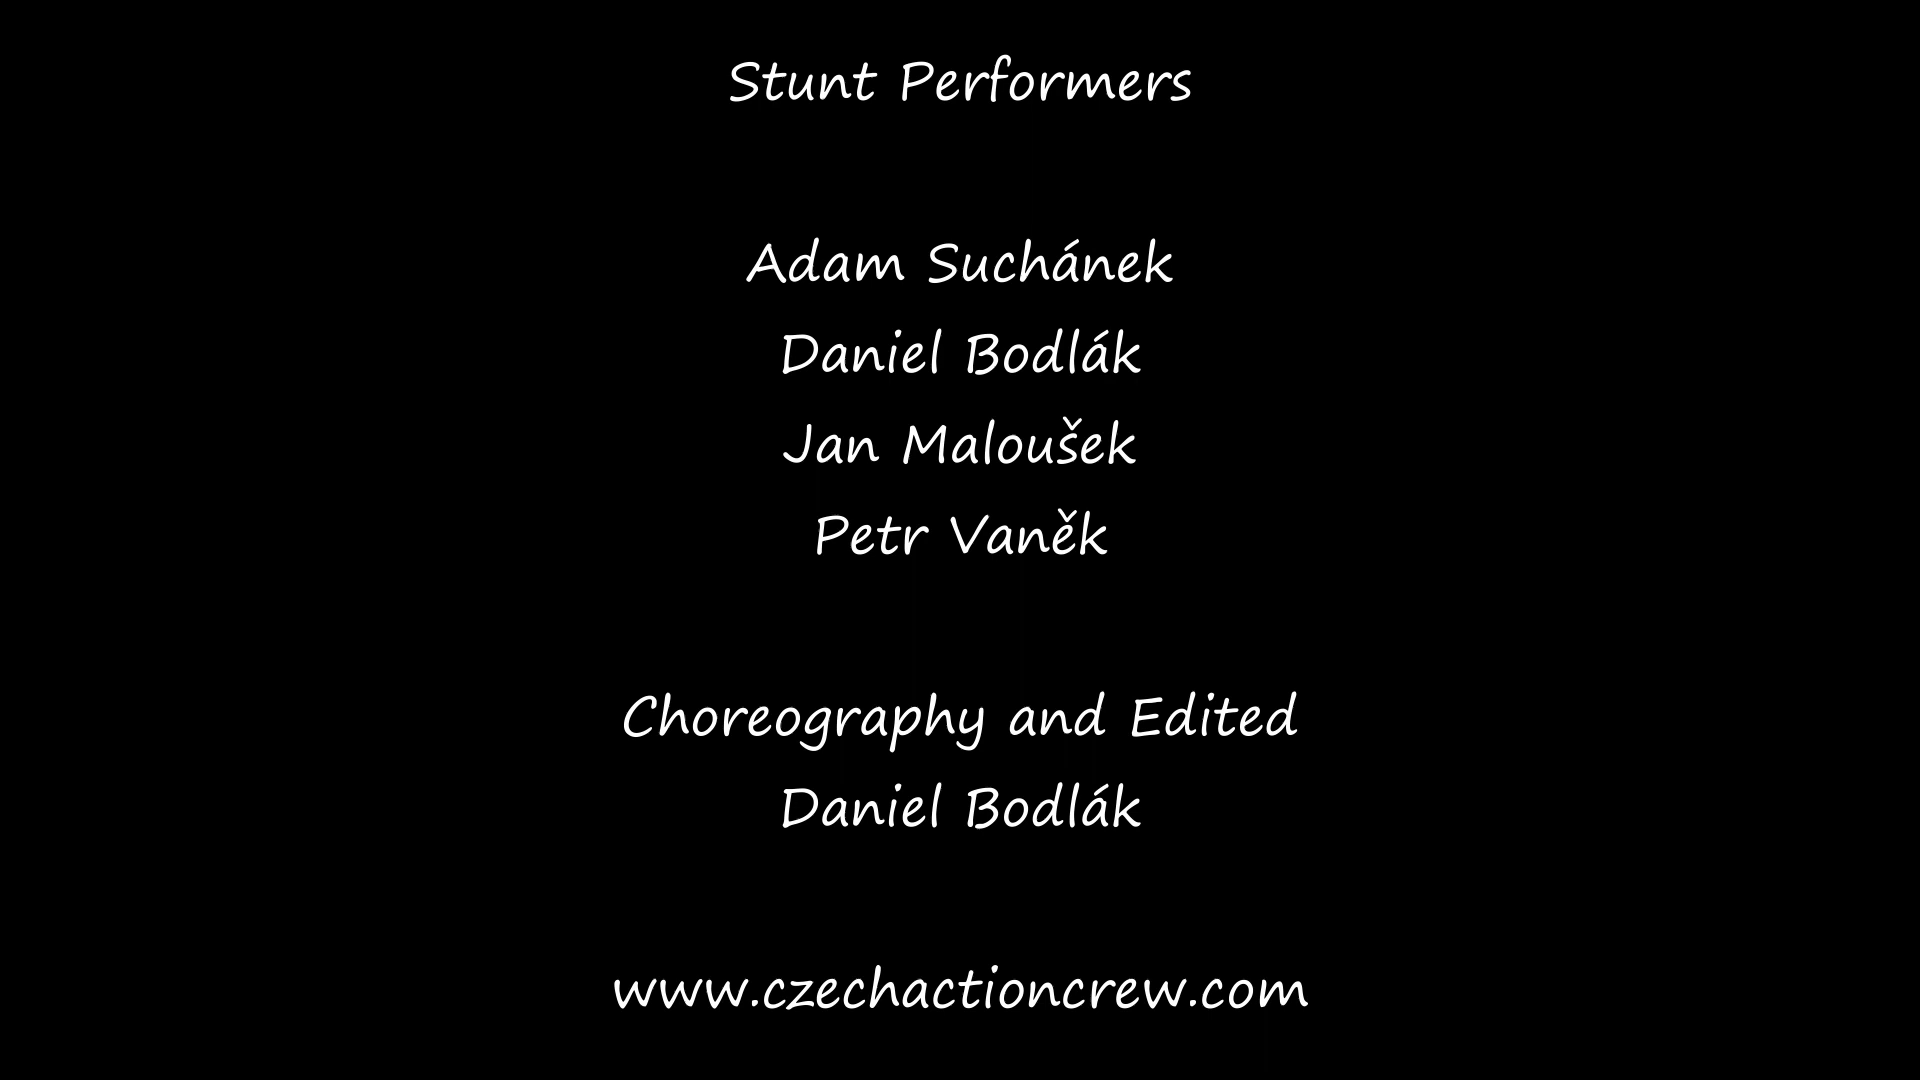 Stunt Performers
Adam Suchánek
Daniel Bodlák
Jan Maloušek
Petr Vaněk
Choreography and Edited
Daniel Bodlák
www.czechactioncrew.com